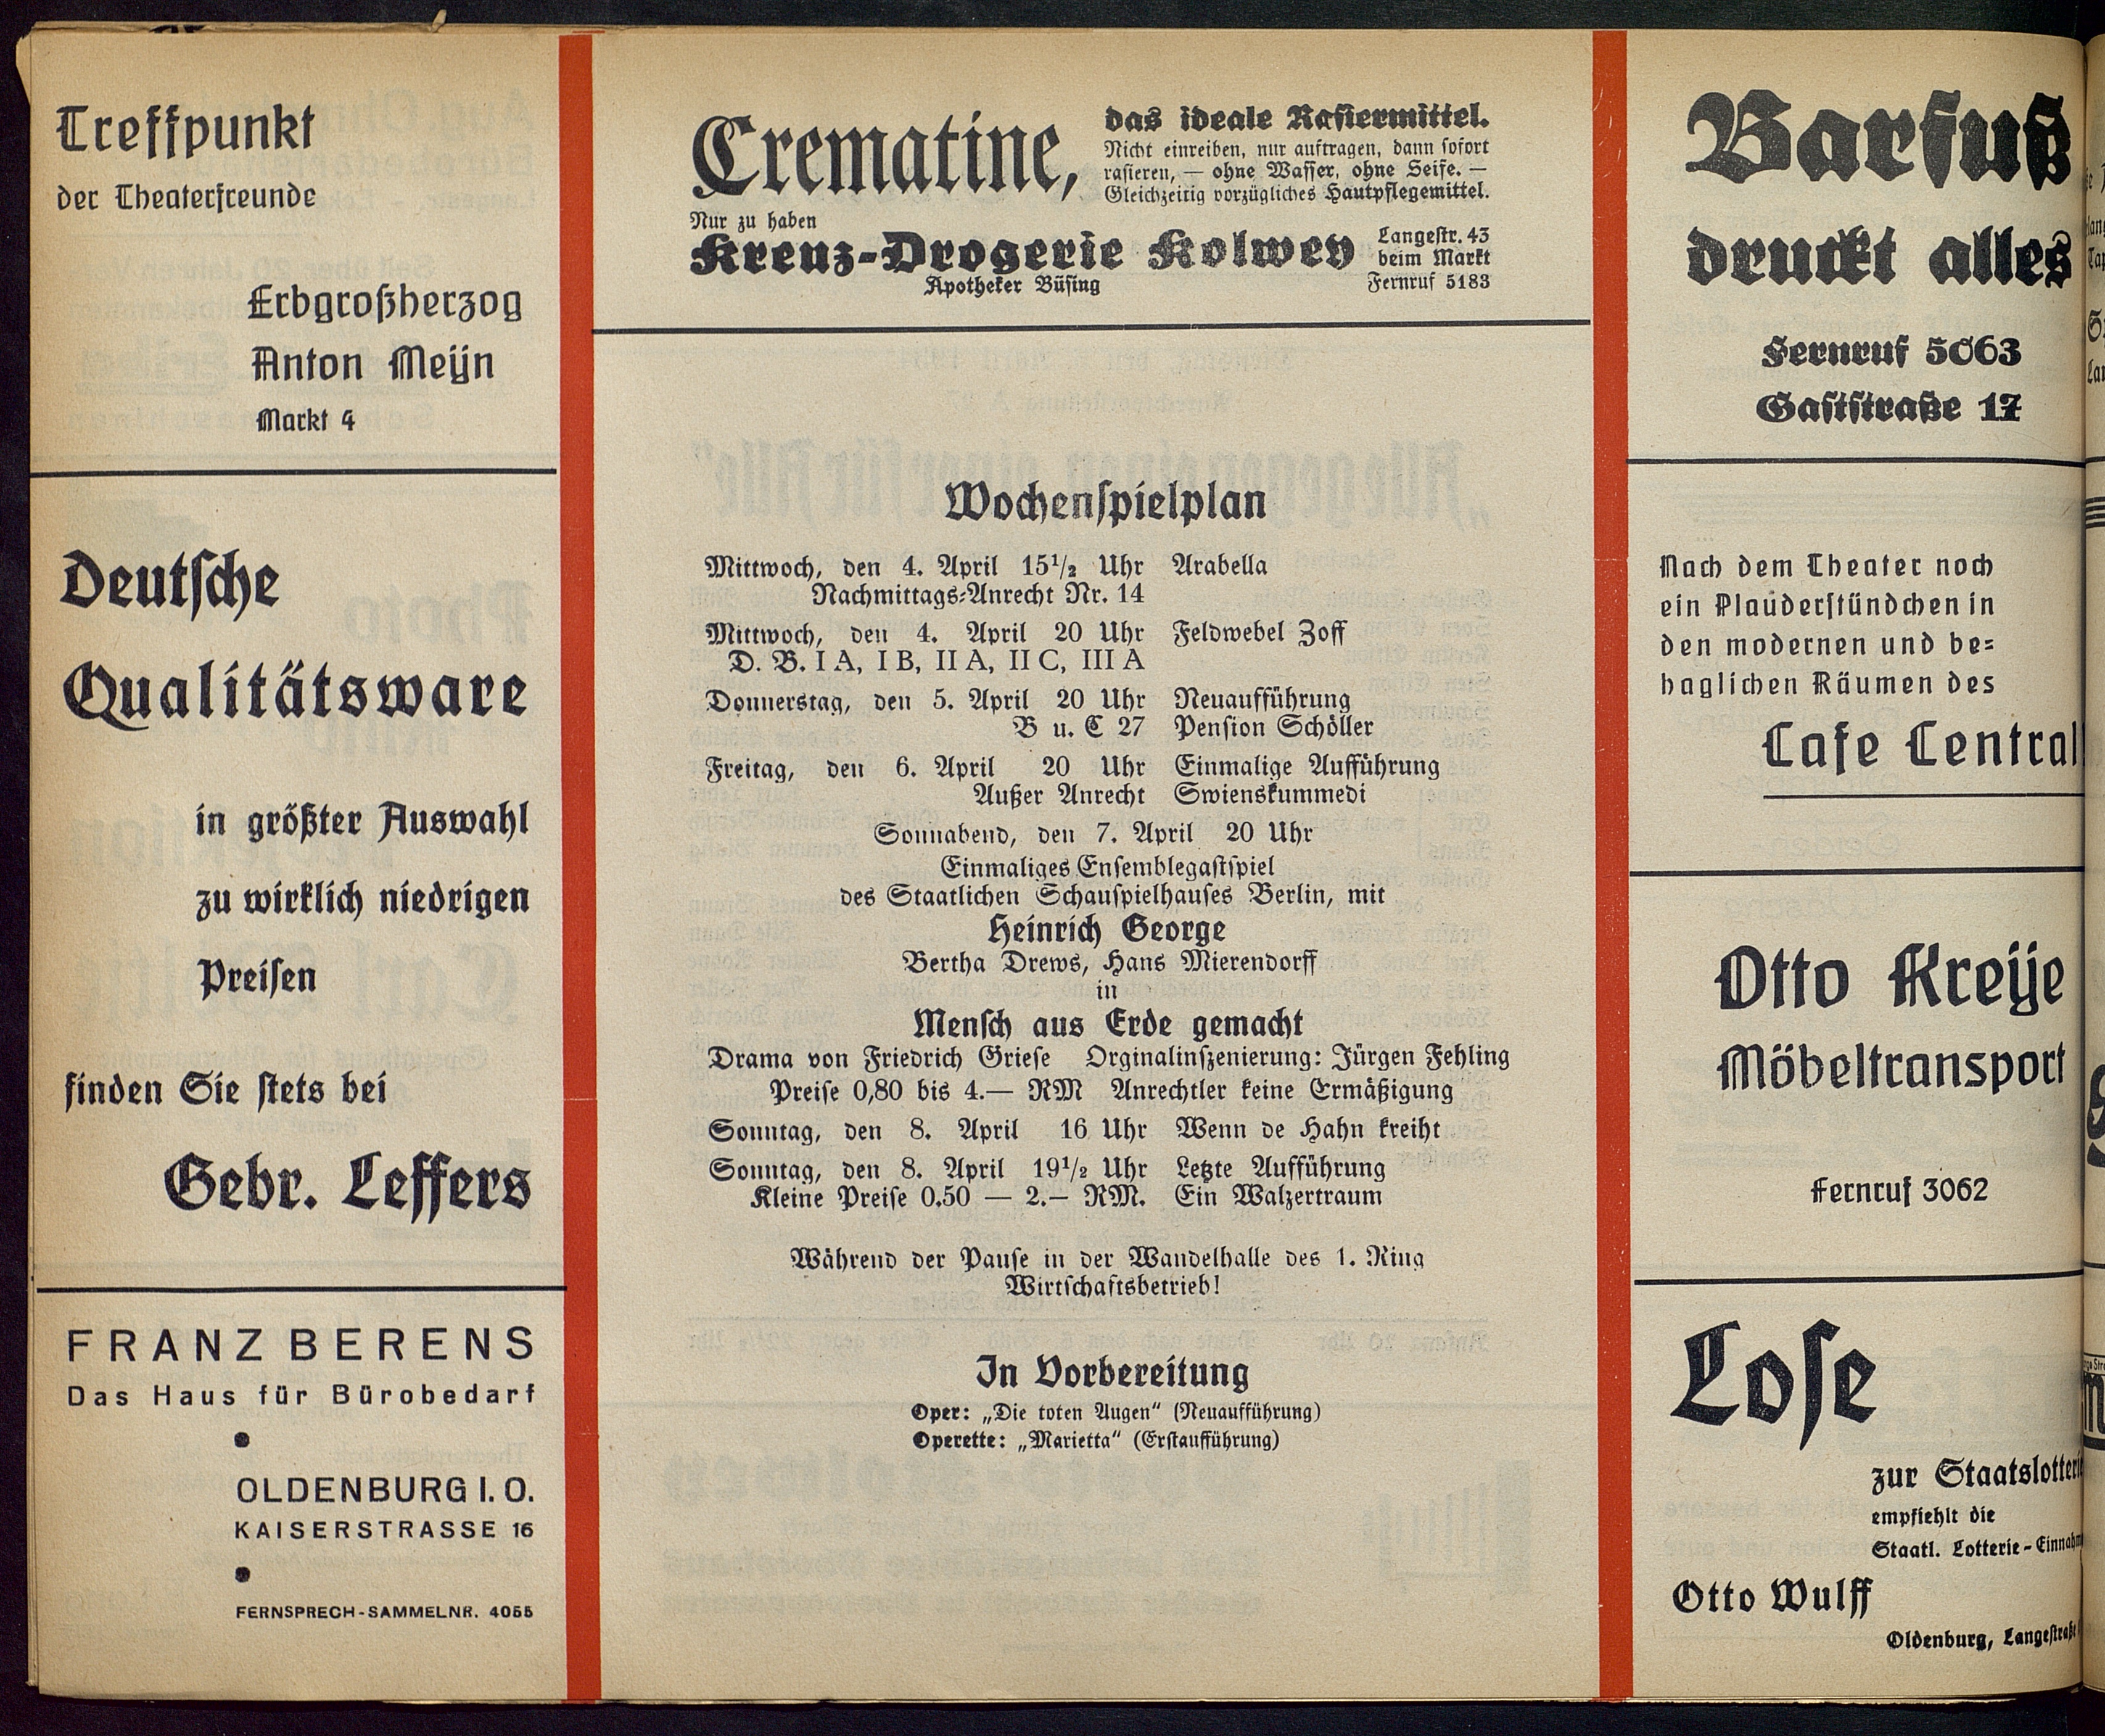 Treffpunkt
der Theaterfreunde
Erbgroßherzog
Anton Meijn
Markt 4
Deutsche
Qualitätsware
in größter Auswahl
zu wirklich niedrigen
Preisen
finden Sie stets bei
Gebr. Leffers
FRANZ BERENS
Das Haus für Bürobedarf
OLDENBURG I. O.
KAISERSTRASSE 16
FERNSPRECH-SAMMELNR. 4055
Crematine,
das ideale Rasiermittel.
Nicht einreiben, nur auftragen, dann sofort
rasieren, — ohne Wasser, ohne Seife. —
Gleichzeitig vorzügliches Hautpflegemittel.
Nur zu haben
Kreuz-Drogerie Kolwey
Apotheker Büsing
Langestr. 43
beim Markt
Fernruf 5183
Wochenspielplan
Mittwoch, den 4. April 15½ Uhr Arabella
Nachmittags-Anrecht Nr. 14
Mittwoch, den 4. April 20 Uhr Feldwebel Zoff
D. B. I A, I B, II A, II C, III A
Donnerstag, den 5. April 20 Uhr Neuaufführung
B u. C 27 Pension Schöller
Freitag, den 6. April 20 Uhr Einmalige Aufführung
Außer Anrecht Swienskummedi
Sonnabend, den 7. April 20 Uhr
Einmaliges Ensemblegastspiel
des Staatlichen Schauspielhauses Berlin, mit
Heinrich George
Bertha Drews, Hans Mierendorff
in
Mensch aus Erde gemacht
Drama von Friedrich Griese Orginalinszenierung: Jürgen Fehling
Preise 0,80 bis 4.— RM Anrechtler keine Ermäßigung
Sonntag, den 8. April 16 Uhr Wenn de Hahn kreiht
Sonntag, den 8. April 19½ Uhr Letzte Aufführung
Kleine Preise 0.50 — 2.— RM. Ein Walzertraum
Während der Pause in der Wandelhalle des 1. Ring
Wirtschaftsbetrieb!
In Vorbereitung
Oper: „Die toten Augen“ (Neuaufführung)
Operette: „Marietta“ (Erstaufführung)
Barfuß
druckt alles
Fernruf 5063
Gaststraße 17
Nach dem Theater noch
ein Plauderstündchen in
den modernen und be-
haglichen Räumen des
Cafe Central
Otto Kreije
Möbeltransport
Fernruf 3062
Lose
zur
empfiehlt die
Staatl.
Otto Wulff
Oldenburg,